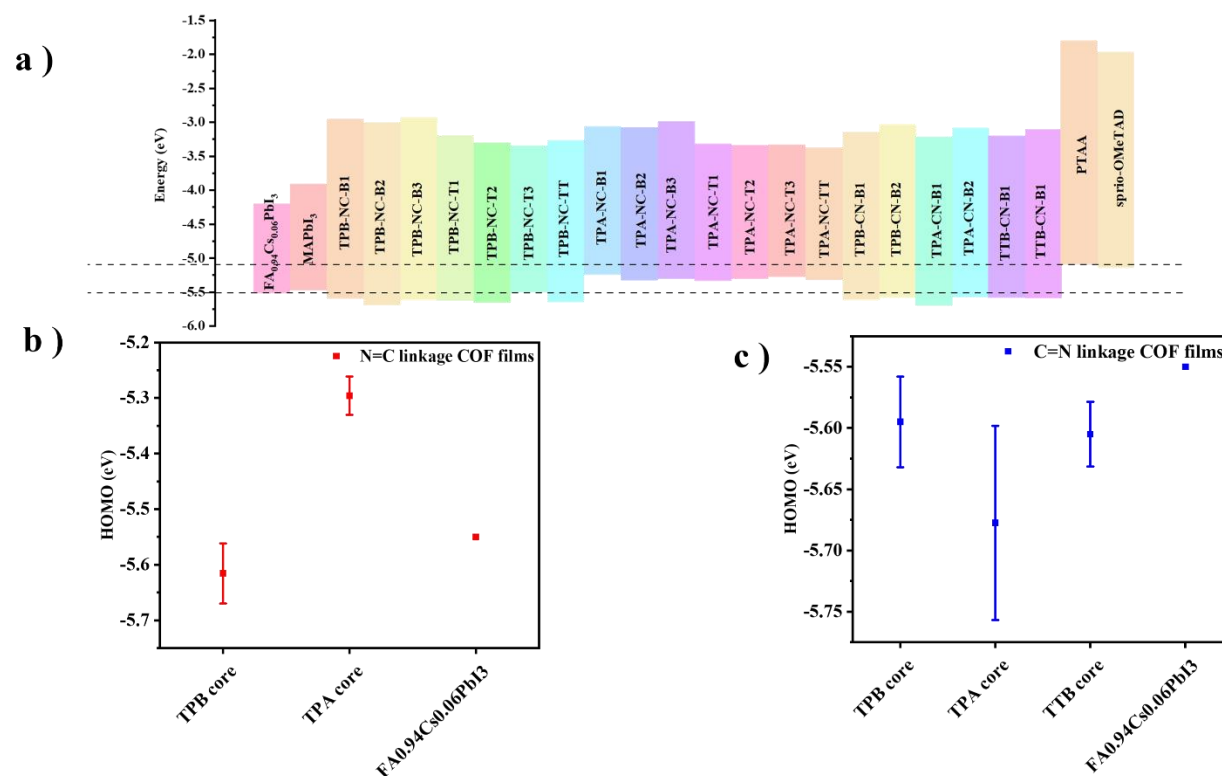 a )
Energy (eV)
-1.5
-2.0
-2.5
-3.0
-3.5
-4.0
-4.5
-5.0
-5.5
-6.0
FA0.94Cs0.06PbI3
MAPbI3
TPB-NC-B1
TPB-NC-B2
TPB-NC-B3
TPB-NC-T1
TPB-NC-T2
TPB-NC-T3
TPB-NC-TT
TPA-NC-B1
TPA-NC-B2
TPA-NC-B3
TPA-NC-T1
TPA-NC-T2
TPA-NC-T3
TPA-NC-TT
TPB-CN-B1
TPB-CN-B2
TPA-CN-B1
TPA-CN-B2
TTB-CN-B1
TTB-CN-B1
PTAA
sprio-OMeTAD
b )
HOMO (eV)
-5.2
-5.3
-5.4
-5.5
-5.6
-5.7
N=C linkage COF films
TPB core
TPA core
FA0.94Cs0.06PbI3
c )
HOMO (eV)
-5.55
-5.60
-5.65
-5.70
-5.75
C=N linkage COF films
TPB core
TPA core
TTB core
FA0.94Cs0.06PbI3